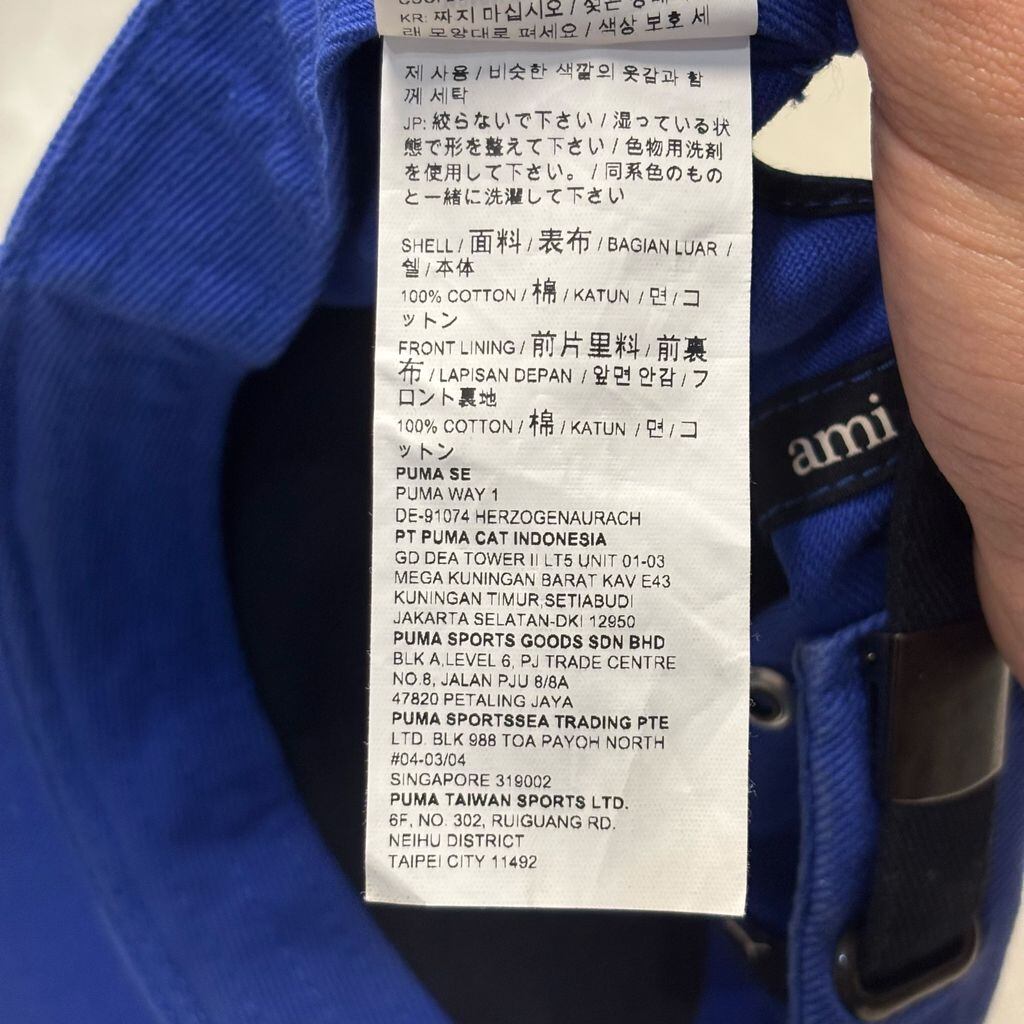 KR: 짜지 마십시오 / 젖은 상태
래 모양대로 펴세요 / 색상 보호 세
제 사용 / 비슷한 색깔의 옷감과 함
께 세탁
JP: 絞らないで下さい / 湿っている状
態で形を整えて下さい / 色物用洗剤
を使用して下さい。 / 同系色のもの
と一緒に洗濯して下さい
SHELL / 面料 / 表布 / BAGIAN LUAR /
쉘 / 本体
100% COTTON / 棉 / KATUN / 면 / コ
ットン
FRONT LINING / 前片里料 / 前裏
布 / LAPISAN DEPAN / 앞면 안감 / フ
ロント裏地
100% COTTON / 棉 / KATUN / 면 / コ
ットン
PUMA SE
PUMA WAY 1
DE-91074 HERZOGENAURACH
PT PUMA CAT INDONESIA
GD DEA TOWER II LT5 UNIT 01-03
MEGA KUNINGAN BARAT KAV E43
KUNINGAN TIMUR,SETIABUDI
JAKARTA SELATAN-DKI 12950
PUMA SPORTS GOODS SDN BHD
BLK A,LEVEL 6, PJ TRADE CENTRE
NO.8, JALAN PJU 8/8A
47820 PETALING JAYA
PUMA SPORTSSEA TRADING PTE
LTD. BLK 988 TOA PAYOH NORTH
#04-03/04
SINGAPORE 319002
PUMA TAIWAN SPORTS LTD.
6F, NO. 302, RUIGUANG RD.
NEIHU DISTRICT
TAIPEI CITY 11492
ami